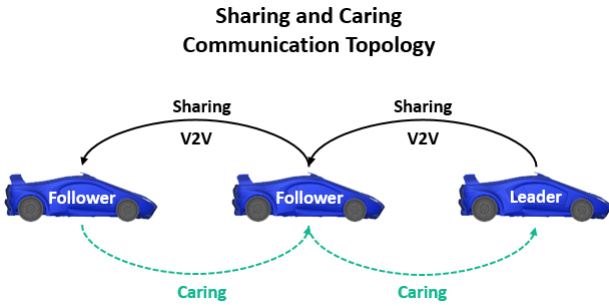 Sharing and Caring
Communication Topology
Sharing
Sharing
V2V
V2V
Follower
Follower
Leader
Caring
Caring